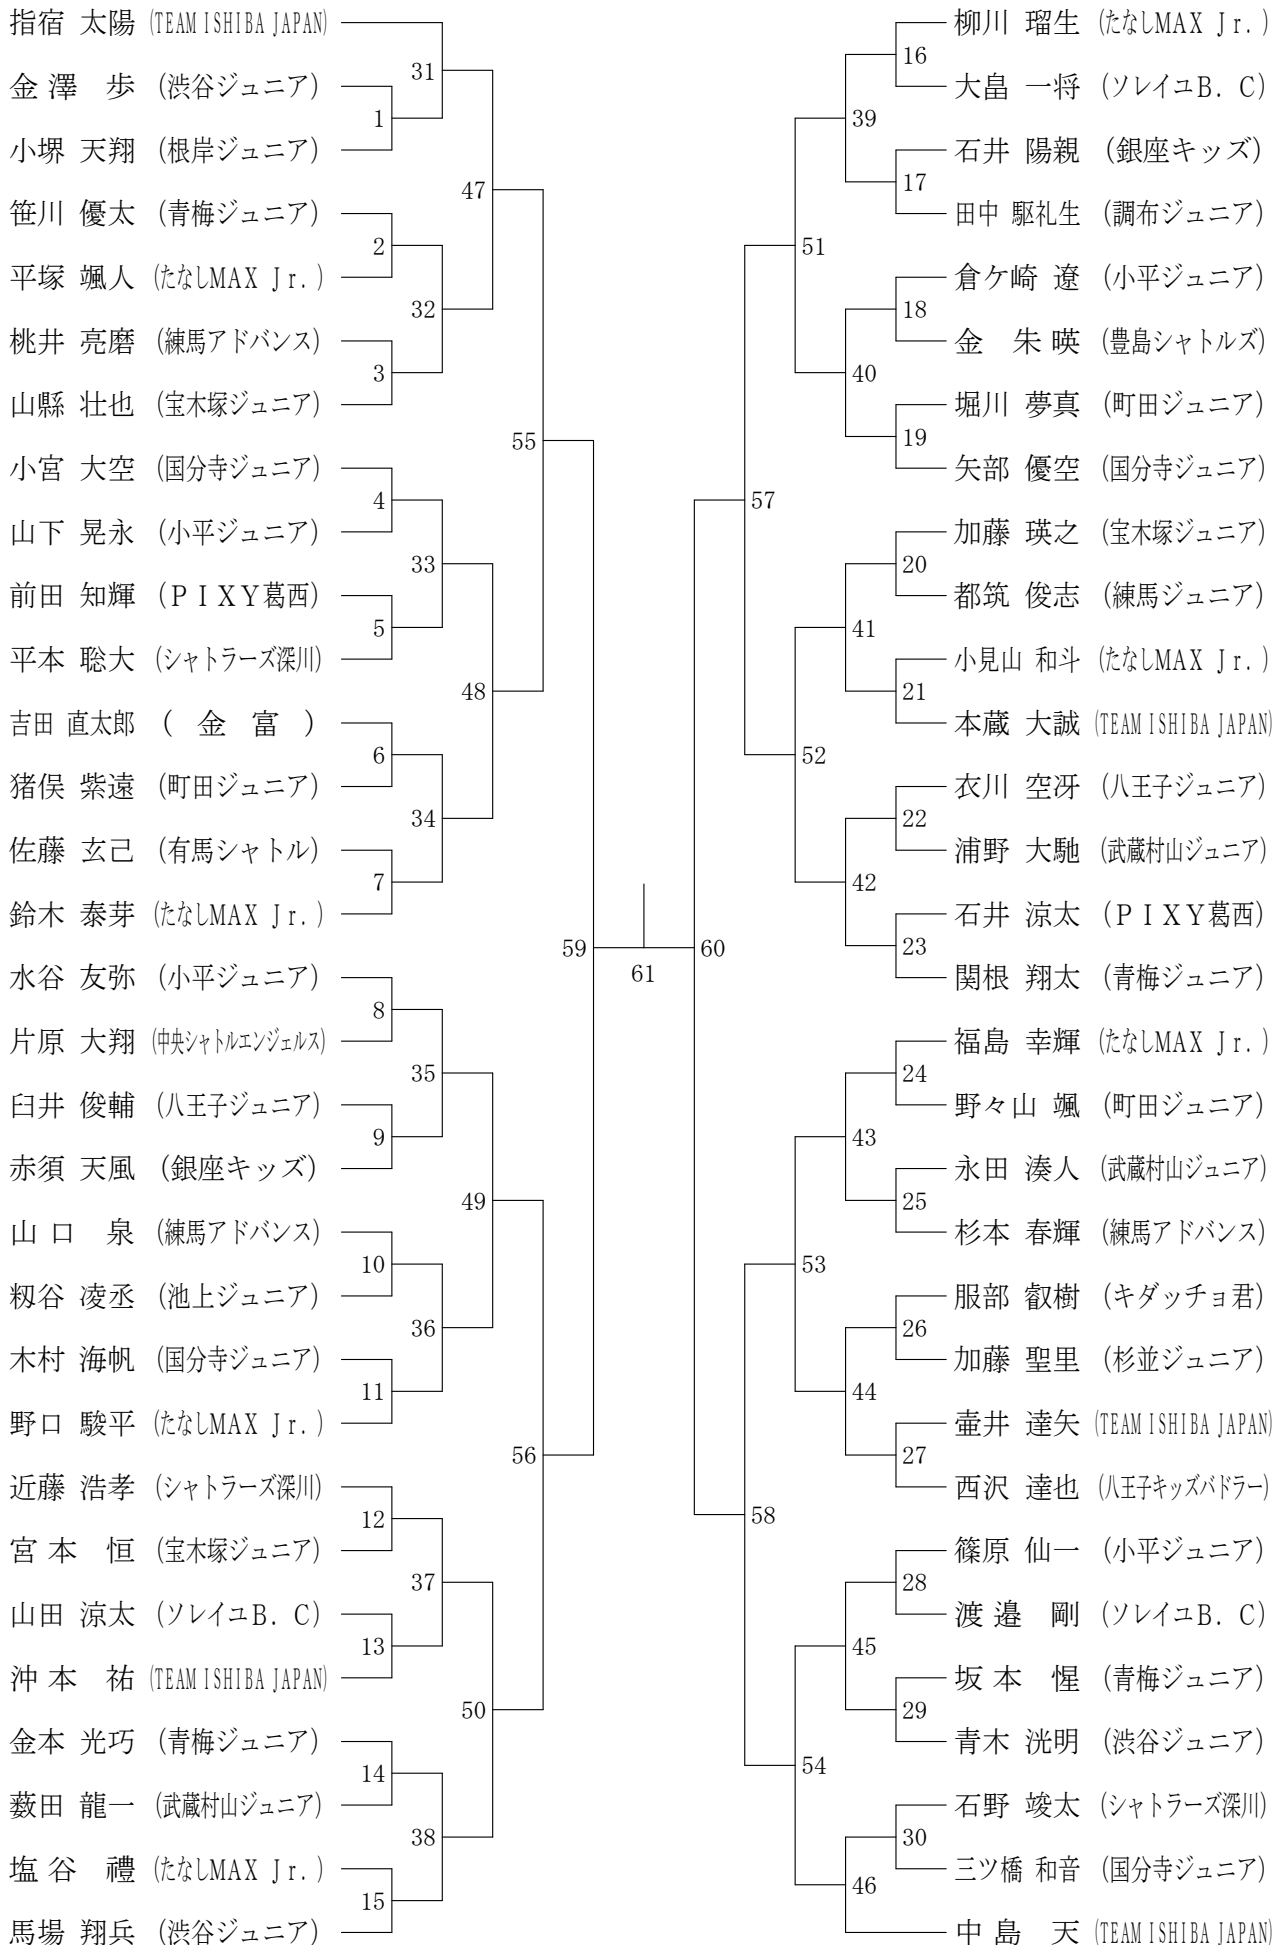 指宿 太陽 (TEAM ISHIBA JAPAN)
金澤 歩 (渋谷ジュニア)
小堺 天翔 (根岸ジュニア)
笹川 優太 (青梅ジュニア)
平塚 颯人 (たなしMAX Jr.)
桃井 亮磨 (練馬アドバンス)
山縣 壮也 (宝木塚ジュニア)
小宮 大空 (国分寺ジュニア)
山下 晃永 (小平ジュニア)
前田 知輝 (PIXY葛西)
平本 聡大 (シャトラーズ深川)
吉田 直太郎 (金富)
猪俣 紫遠 (町田ジュニア)
佐藤 玄己 (有馬シャトル)
鈴木 泰芽 (たなしMAX Jr.)
水谷 友弥 (小平ジュニア)
片原 大翔 (中央シャトルエンジェルス)
臼井 俊輔 (八王子ジュニア)
赤須 天風 (銀座キッズ)
山口 泉 (練馬アドバンス)
籾谷 凌丞 (池上ジュニア)
木村 海帆 (国分寺ジュニア)
野口 駿平 (たなしMAX Jr.)
近藤 浩孝 (シャトラーズ深川)
宮本 恒 (宝木塚ジュニア)
山田 涼太 (ソレイユB.C)
沖本 祐 (TEAM ISHIBA JAPAN)
金本 光巧 (青梅ジュニア)
薮田 龍一 (武蔵村山ジュニア)
塩谷 禮 (たなしMAX Jr.)
馬場 翔兵 (渋谷ジュニア)
1
2
3
4
5
6
7
8
9
10
11
12
13
14
15
31
32
33
34
35
36
37
38
47
48
49
50
55
56
59
61
60
57
58
51
52
53
54
39
40
41
42
43
44
45
46
16
17
18
19
20
21
22
23
24
25
26
27
28
29
30
柳川 瑠生 (たなしMAX Jr.)
大畠 一将 (ソレイユB.C)
石井 陽親 (銀座キッズ)
田中 駆礼生 (調布ジュニア)
倉ケ崎 遼 (小平ジュニア)
金 朱暎 (豊島シャトルズ)
堀川 夢真 (町田ジュニア)
矢部 優空 (国分寺ジュニア)
加藤 瑛之 (宝木塚ジュニア)
都筑 俊志 (練馬ジュニア)
小見山 和斗 (たなしMAX Jr.)
本蔵 大誠 (TEAM ISHIBA JAPAN)
衣川 空冴 (八王子ジュニア)
浦野 大馳 (武蔵村山ジュニア)
石井 涼太 (PIXY葛西)
関根 翔太 (青梅ジュニア)
福島 幸輝 (たなしMAX Jr.)
野々山 颯 (町田ジュニア)
永田 湊人 (武蔵村山ジュニア)
杉本 春輝 (練馬アドバンス)
服部 叡樹 (キダッチョ君)
加藤 聖里 (杉並ジュニア)
壷井 達矢 (TEAM ISHIBA JAPAN)
西沢 達也 (八王子キッズバドラー)
篠原 仙一 (小平ジュニア)
渡邉 剛 (ソレイユB.C)
坂本 惺 (青梅ジュニア)
青木 洸明 (渋谷ジュニア)
石野 竣太 (シャトラーズ深川)
三ツ橋 和音 (国分寺ジュニア)
中島 天 (TEAM ISHIBA JAPAN)